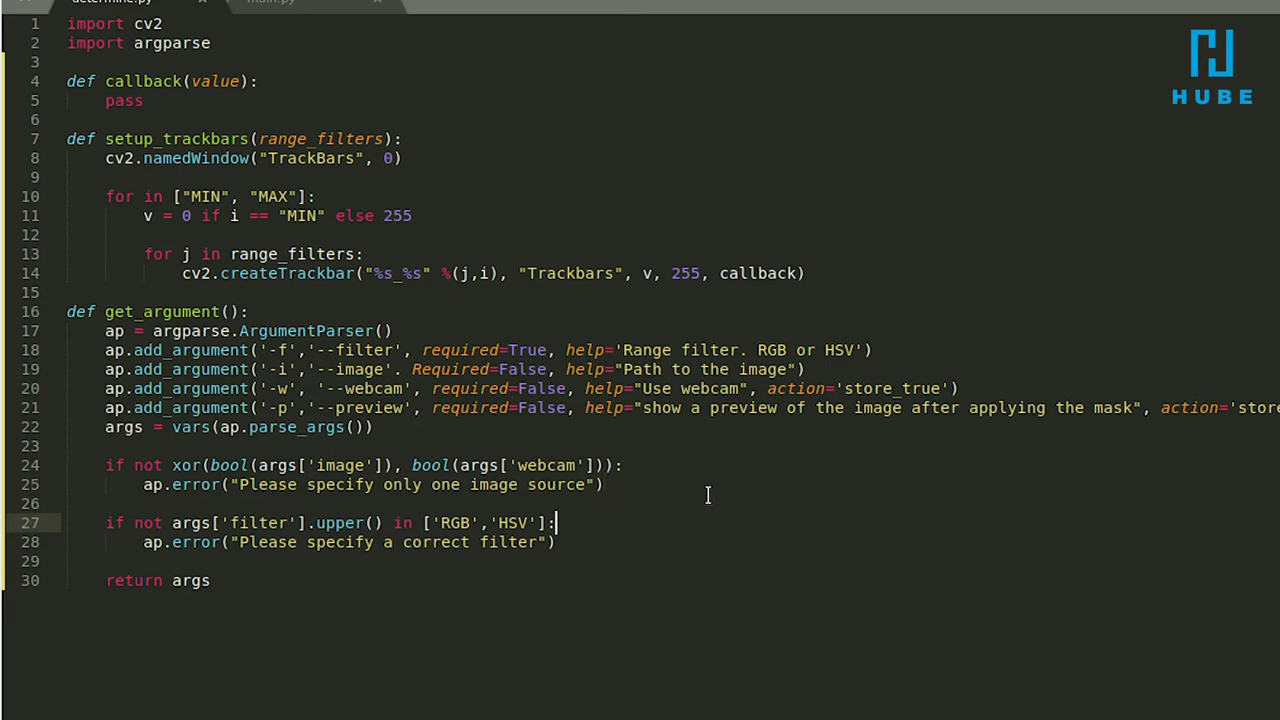 determine.py main.py
HUBE
1 import cv2
2 import argparse
3
4 def callback(value):
5 pass
6
7 def setup_trackbars(range_filters):
8 cv2.namedWindow("TrackBars", 0)
9
10 for in ["MIN", "MAX"]:
11 v = 0 if i == "MIN" else 255
12
13 for j in range_filters:
14 cv2.createTrackbar("%s_%s" %(j,i), "Trackbars", v, 255, callback)
15
16 def get_argument():
17 ap = argparse.ArgumentParser()
18 ap.add_argument('-f','--filter', required=True, help='Range filter. RGB or HSV')
19 ap.add_argument('-i','--image'. Required=False, help="Path to the image")
20 ap.add_argument('-w', '--webcam', required=False, help="Use webcam", action='store_true')
21 ap.add_argument('-p','--preview', required=False, help="show a preview of the image after applying the mask", action='store
22 args = vars(ap.parse_args())
23
24 if not xor(bool(args['image']), bool(args['webcam'])):
25 ap.error("Please specify only one image source")
26
27 if not args['filter'].upper() in ['RGB','HSV']:
28 ap.error("Please specify a correct filter")
29
30 return args